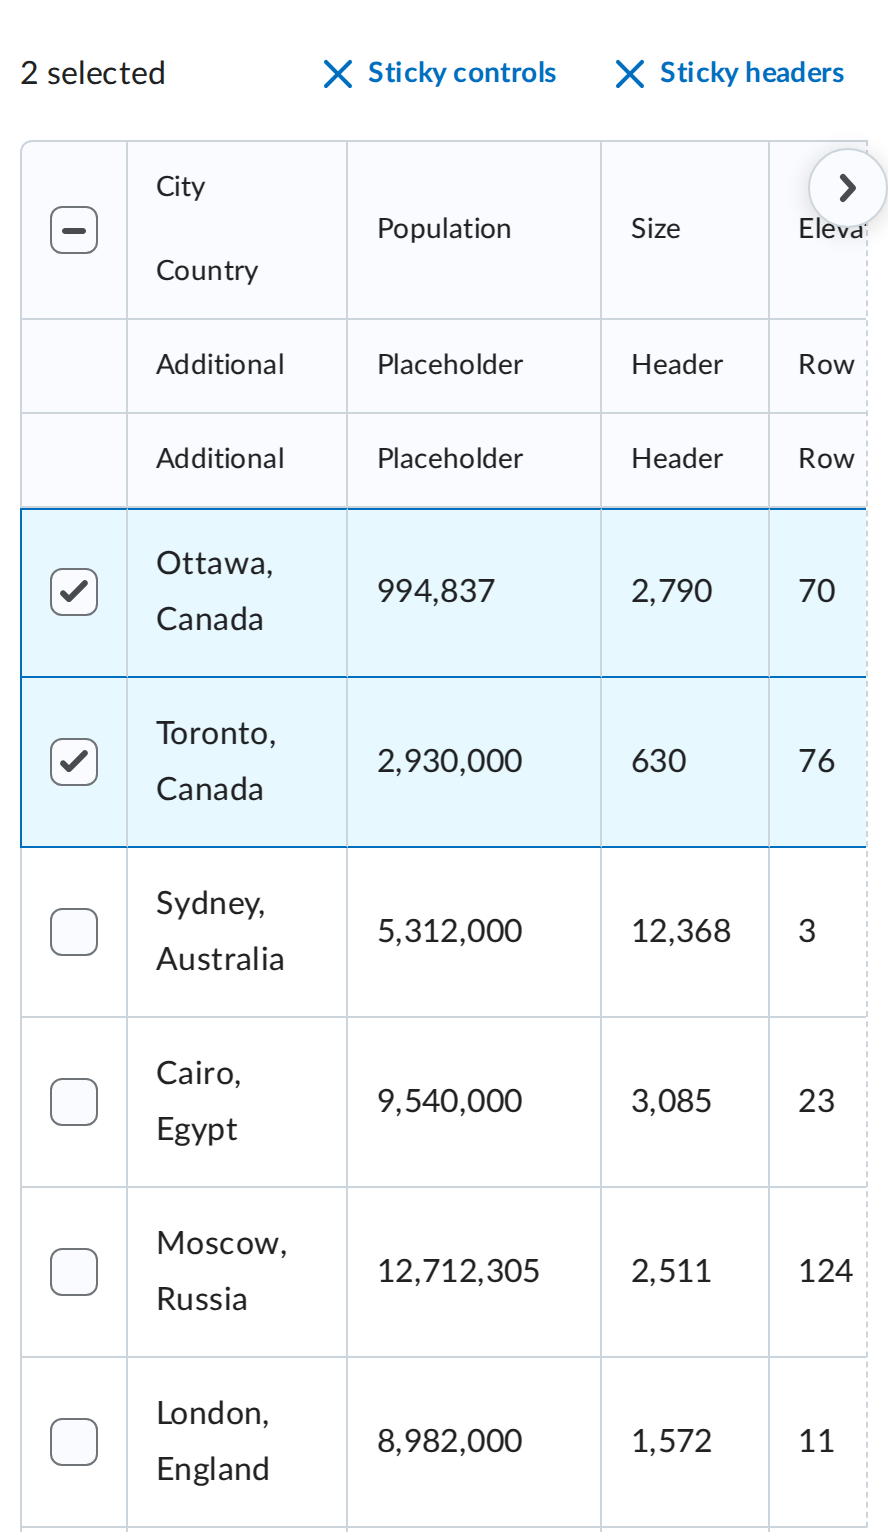 2 selected Sticky controls Sticky headers
City
Country
Population Size Eleva
Additional Placeholder Header Row
Additional Placeholder Header Row
Ottawa,
Canada
994,837 2,790 70
Toronto,
Canada
2,930,000 630 76
Sydney,
Australia
5,312,000 12,368 3
Cairo,
Egypt
9,540,000 3,085 23
Moscow,
Russia
12,712,305 2,511 124
London,
England
8,982,000 1,572 11